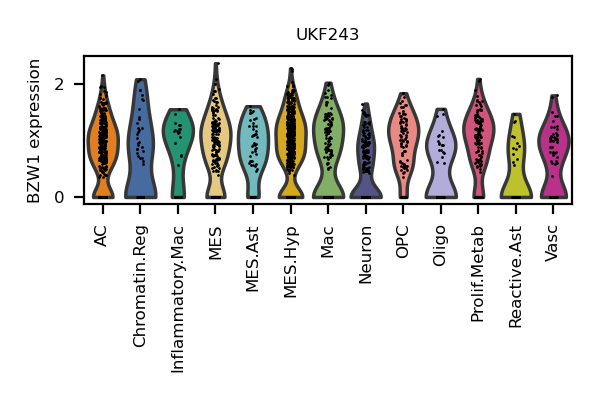 UKF243
BZW1 expression
2
0
AC
Chromatin.Reg
Inflammatory.Mac
MES
MES.Ast
MES.Hyp
Mac
Neuron
OPC
Oligo
Prolif.Metab
Reactive.Ast
Vasc